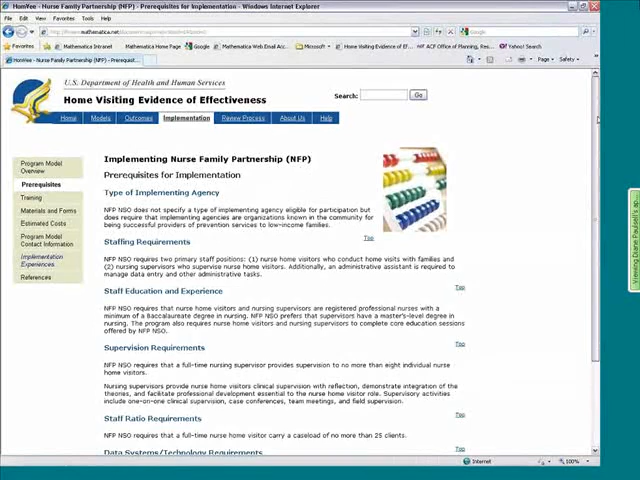 HomVee - Nurse Family Partnership (NFP) - Prerequisites for Implementation - Windows Internet Explorer
File Edit View Favorites Tools Help
Google
Favorites Mathematica Intranet Mathematica Home Page Google Mathematica Web Email Acc... Microsoft Home Visiting Evidence of Ef... ACF Office of Planning, Res... Yahoo! Search
HomVee - Nurse Family Partnership (NFP) - Prerequisit... Page Safety
U.S. Department of Health and Human Services
Home Visiting Evidence of Effectiveness
Search: Go
Home Models Outcomes Implementation Review Process About Us Help
Program Model
Overview
Prerequisites
Training
Materials and Forms
Estimated Costs
Program Model
Contact Information
Implementation
Experiences
References
Implementing Nurse Family Partnership (NFP)
Prerequisites for Implementation
Type of Implementing Agency
NFP NSO does not specify a type of implementing agency eligible for participation but
does require that implementing agencies are organizations known in the community for
being successful providers of prevention services to low-income families.
Top
Staffing Requirements
NFP NSO requires two primary staff positions: (1) nurse home visitors who conduct home visits with families and
(2) nursing supervisors who supervise nurse home visitors. Additionally, an administrative assistant is required to
manage data entry and other administrative tasks.
Top
Staff Education and Experience
NFP NSO requires that nurse home visitors and nursing supervisors are registered professional nurses with a
minimum of a Baccalaureate degree in nursing. NFP NSO prefers that supervisors have a master's-level degree in
nursing. The program also requires nurse home visitors and nursing supervisors to complete core education sessions
offered by NFP NSO.
Top
Supervision Requirements
NFP NSO requires that a full-time nursing supervisor provides supervision to no more than eight individual nurse
home visitors.
Nursing supervisors provide nurse home visitors clinical supervision with reflection, demonstrate integration of the
theories, and facilitate professional development essential to the nurse home visitor role. Supervisory activities
include one-on-one clinical supervision, case conferences, team meetings, and field supervision.
Top
Staff Ratio Requirements
NFP NSO requires that a full-time nurse home visitor carry a caseload of no more than 25 clients.
Top
Data Systems/Technology Requirements
Internet 100%
Viewing Diane Paulsell's ap...